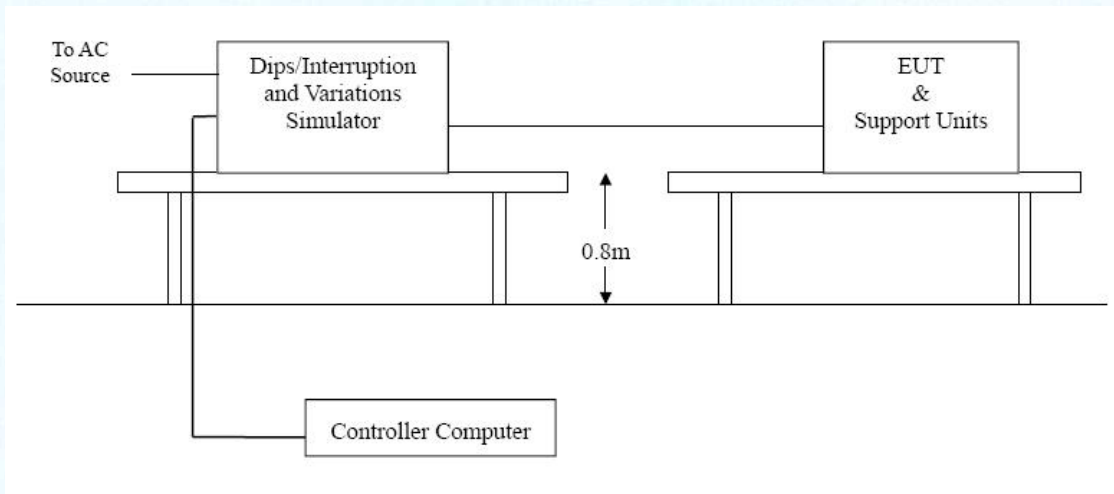 To AC
Source
Dips/Interruption
and Variations
Simulator
EUT
&
Support Units
0.8m
Controller Computer